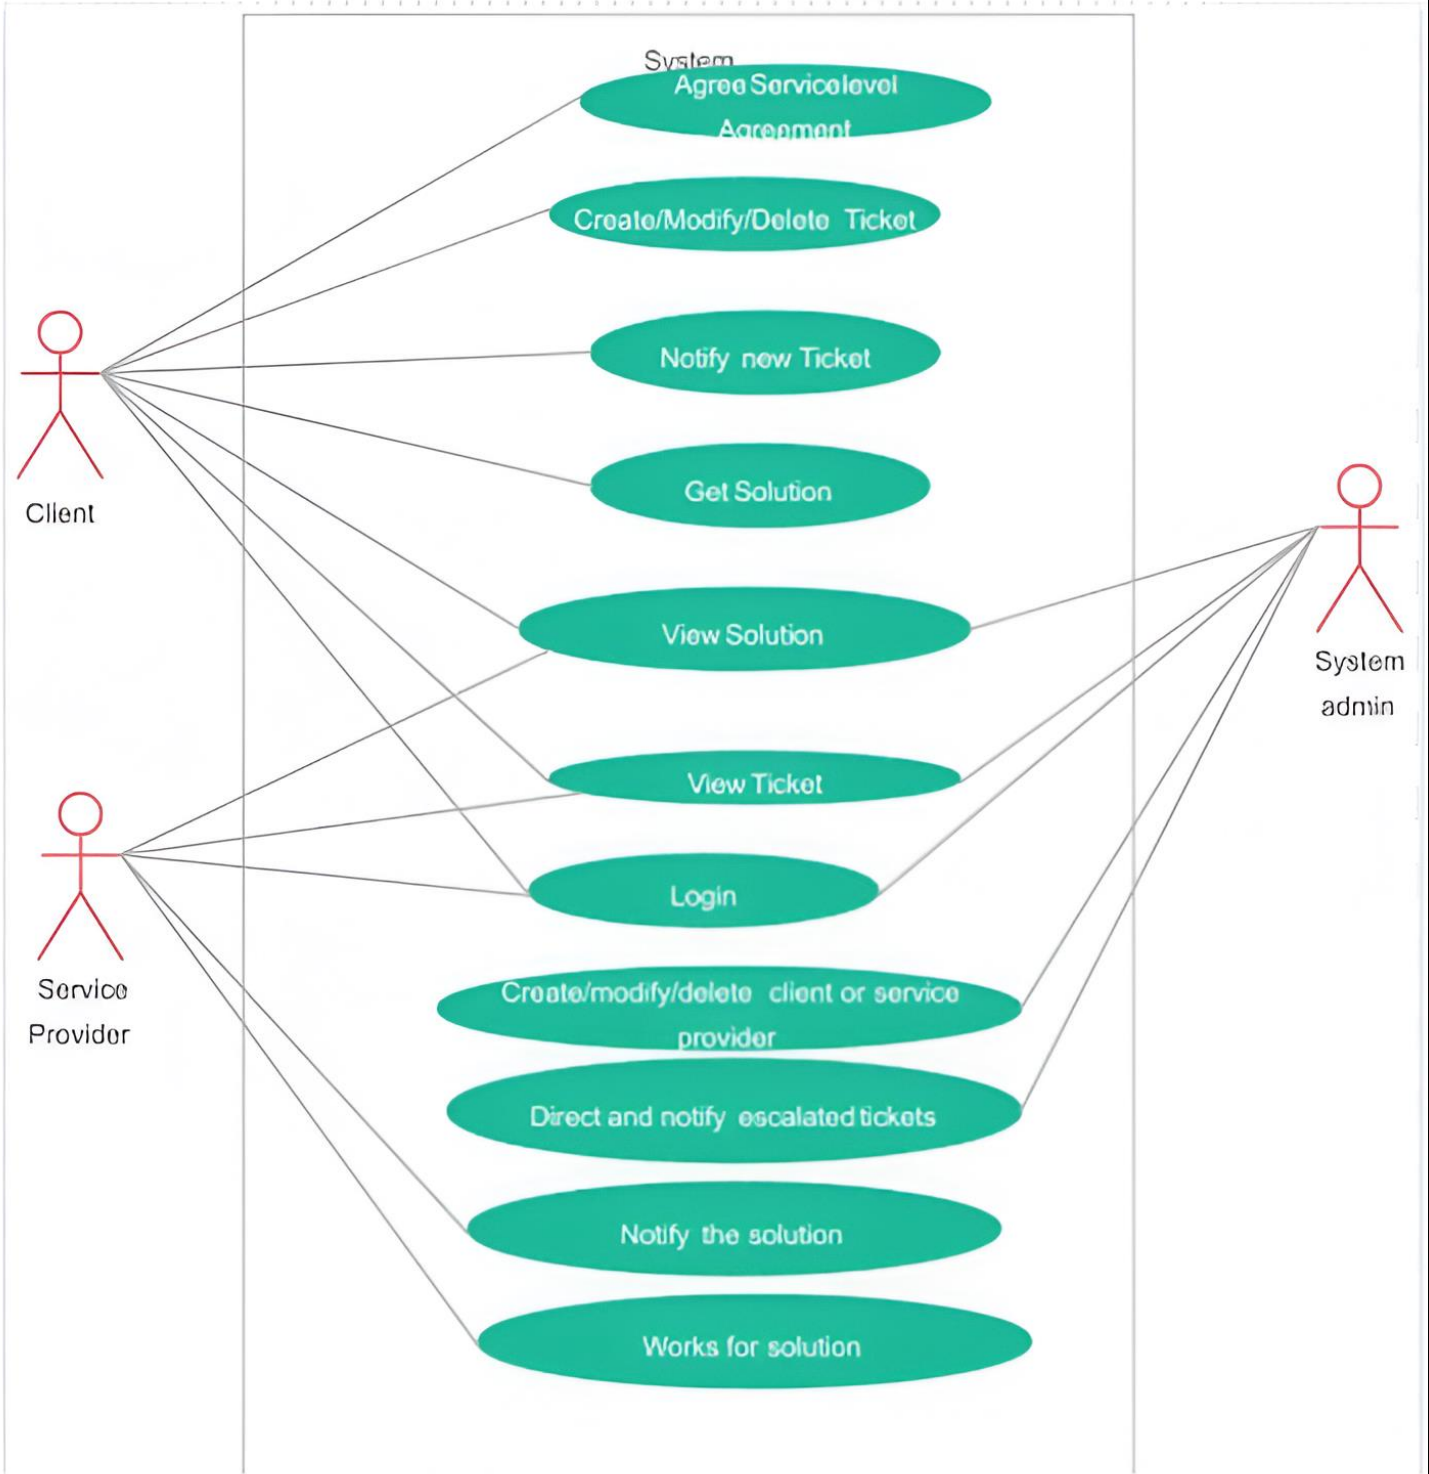 System
Agree Servicelevel
Agreement
Create/Modify/Delete Ticket
Notify new Ticket
Get Solution
Client
View Solution
System
admin
View Ticket
Login
Service
Provider
Create/modify/delete client or service
provider
Direct and notify escalated tickets
Notify the solution
Works for solution